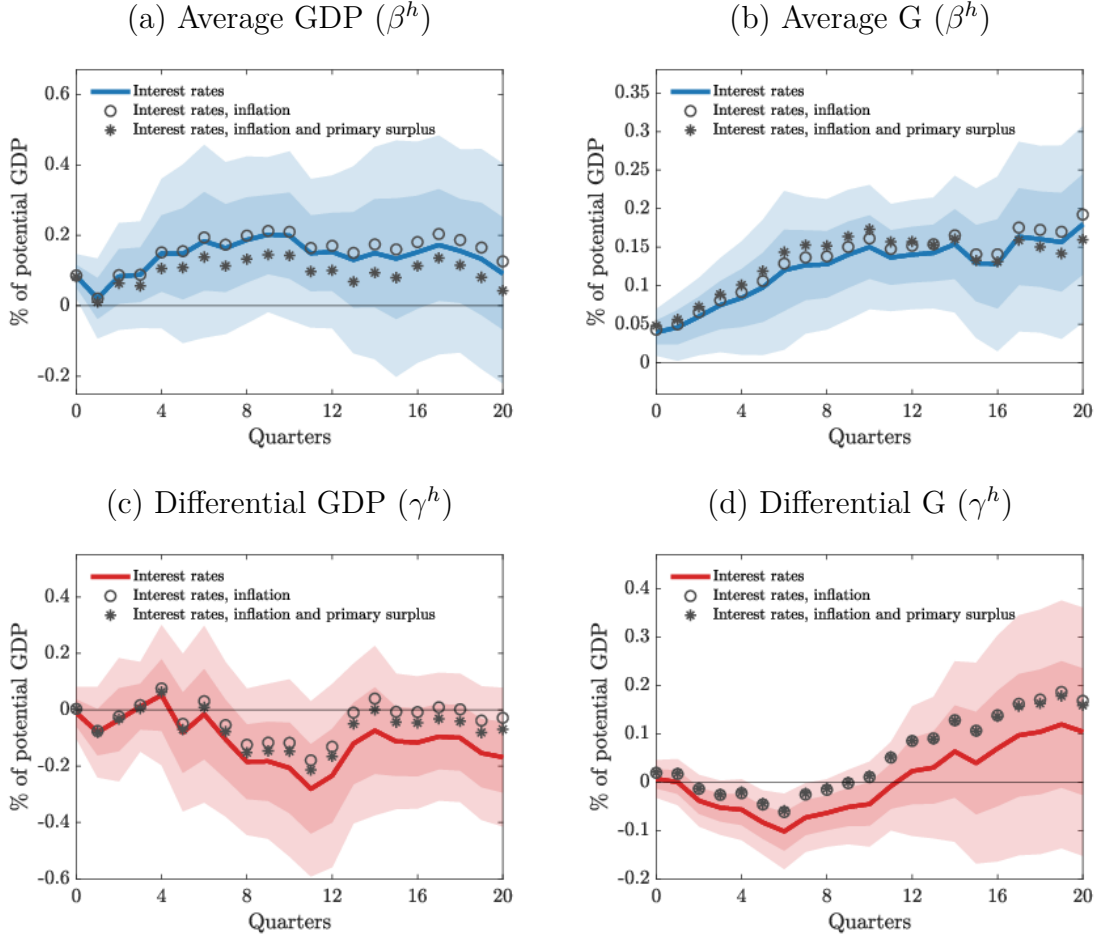 (a) Average GDP (β^h)
% of potential GDP
0.6
0.4
0.2
0
-0.2
Interest rates
Interest rates, inflation
Interest rates, inflation and primary surplus
0 4 8 12 16 20
Quarters
(b) Average G (β^h)
% of potential GDP
0.35
0.3
0.25
0.2
0.15
0.1
0.05
0
Interest rates
Interest rates, inflation
Interest rates, inflation and primary surplus
0 4 8 12 16 20
Quarters
(c) Differential GDP (γ^h)
% of potential GDP
0.4
0.2
0
-0.2
-0.4
-0.6
Interest rates
Interest rates, inflation
Interest rates, inflation and primary surplus
0 4 8 12 16 20
Quarters
(d) Differential G (γ^h)
% of potential GDP
0.4
0.3
0.2
0.1
0
-0.1
-0.2
Interest rates
Interest rates, inflation
Interest rates, inflation and primary surplus
0 4 8 12 16 20
Quarters